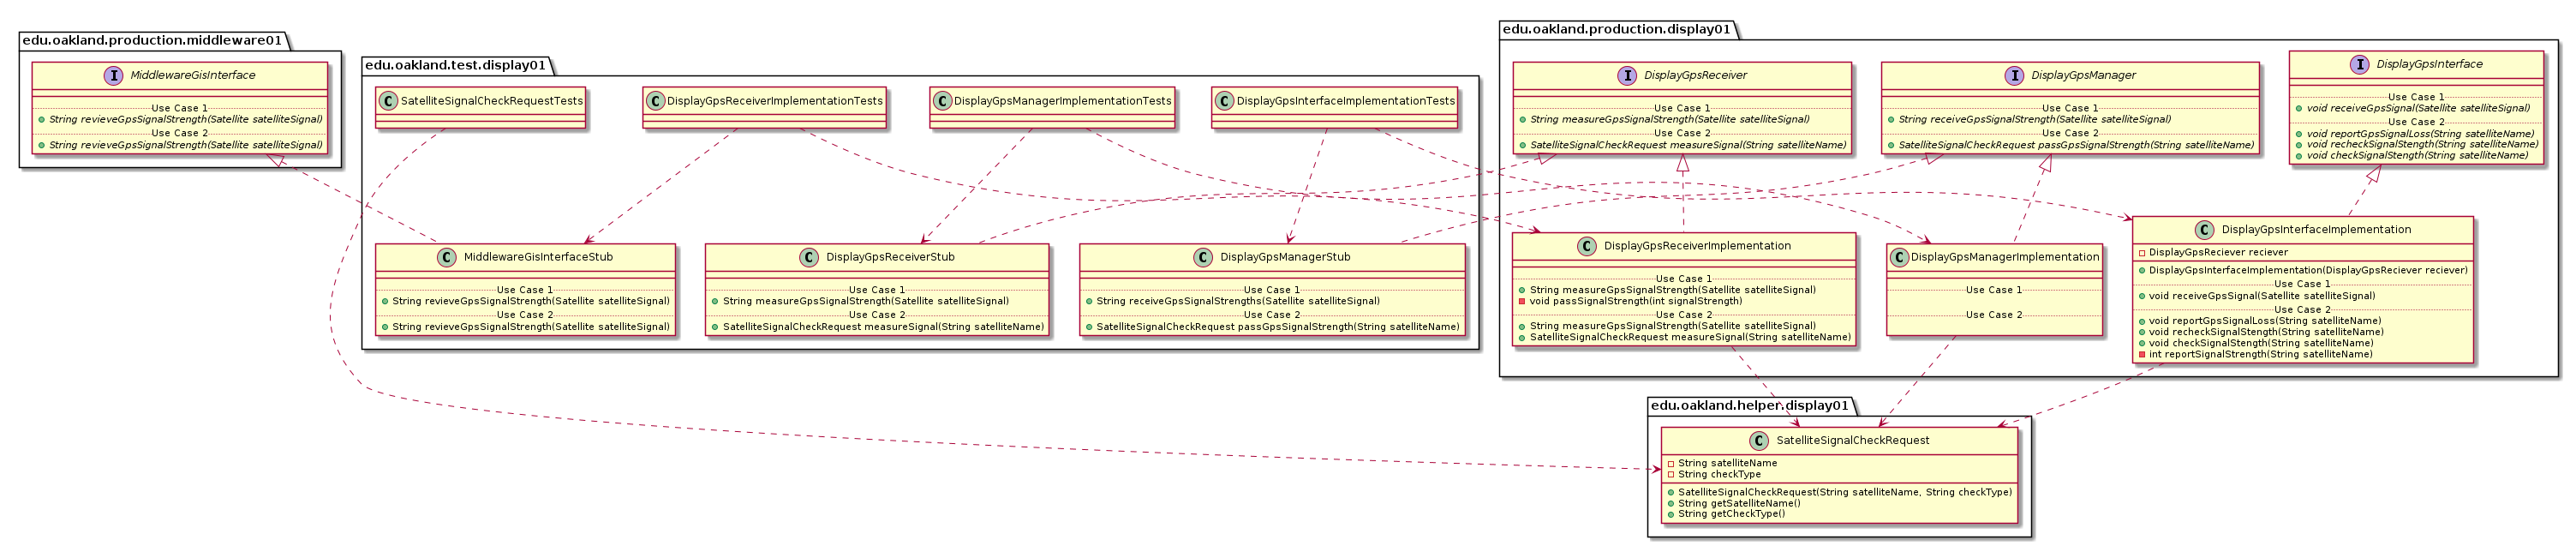 edu.oakland.production.middleware01
I MiddlewareGisInterface
Use Case 1
String revieveGpsSignalStrength(Satellite satelliteSignal)
Use Case 2
String revieveGpsSignalStrength(Satellite satelliteSignal)
edu.oakland.test.display01
C SatelliteSignalCheckRequestTests
C DisplayGpsReceiverImplementationTests
C DisplayGpsManagerImplementationTests
C DisplayGpsInterfaceImplementationTests
C MiddlewareGisInterfaceStub
Use Case 1
String revieveGpsSignalStrength(Satellite satelliteSignal)
Use Case 2
String revieveGpsSignalStrength(Satellite satelliteSignal)
C DisplayGpsReceiverStub
Use Case 1
String measureGpsSignalStrength(Satellite satelliteSignal)
Use Case 2
SatelliteSignalCheckRequest measureSignal(String satelliteName)
C DisplayGpsManagerStub
Use Case 1
String receiveGpsSignalStrengths(Satellite satelliteSignal)
Use Case 2
SatelliteSignalCheckRequest passGpsSignalStrength(String satelliteName)
edu.oakland.production.display01
I DisplayGpsReceiver
Use Case 1
String measureGpsSignalStrength(Satellite satelliteSignal)
Use Case 2
SatelliteSignalCheckRequest measureSignal(String satelliteName)
I DisplayGpsManager
Use Case 1
String receiveGpsSignalStrength(Satellite satelliteSignal)
Use Case 2
SatelliteSignalCheckRequest passGpsSignalStrength(String satelliteName)
I DisplayGpsInterface
Use Case 1
void receiveGpsSignal(Satellite satelliteSignal)
Use Case 2
void reportGpsSignalLoss(String satelliteName)
void recheckSignalStength(String satelliteName)
void checkSignalStength(String satelliteName)
C DisplayGpsReceiverImplementation
Use Case 1
String measureGpsSignalStrength(Satellite satelliteSignal)
void passSignalStrength(int signalStrength)
Use Case 2
String measureGpsSignalStrength(Satellite satelliteSignal)
SatelliteSignalCheckRequest measureSignal(String satelliteName)
C DisplayGpsManagerImplementation
Use Case 1
Use Case 2
C DisplayGpsInterfaceImplementation
DisplayGpsReciever reciever
DisplayGpsInterfaceImplementation(DisplayGpsReciever reciever)
Use Case 1
void receiveGpsSignal(Satellite satelliteSignal)
Use Case 2
void reportGpsSignalLoss(String satelliteName)
void recheckSignalStength(String satelliteName)
void checkSignalStength(String satelliteName)
int reportSignalStrength(String satelliteName)
edu.oakland.helper.display01
C SatelliteSignalCheckRequest
String satelliteName
String checkType
SatelliteSignalCheckRequest(String satelliteName, String checkType)
String getSatelliteName()
String getCheckType()